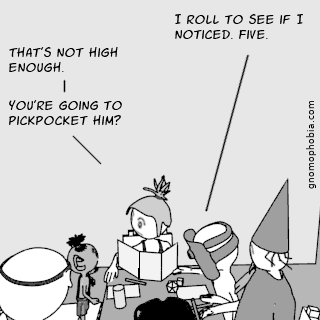 I ROLL TO SEE IF I
NOTICED. FIVE.
THAT'S NOT HIGH
ENOUGH.
YOU'RE GOING TO
PICKPOCKET HIM?
gnomophobia.com